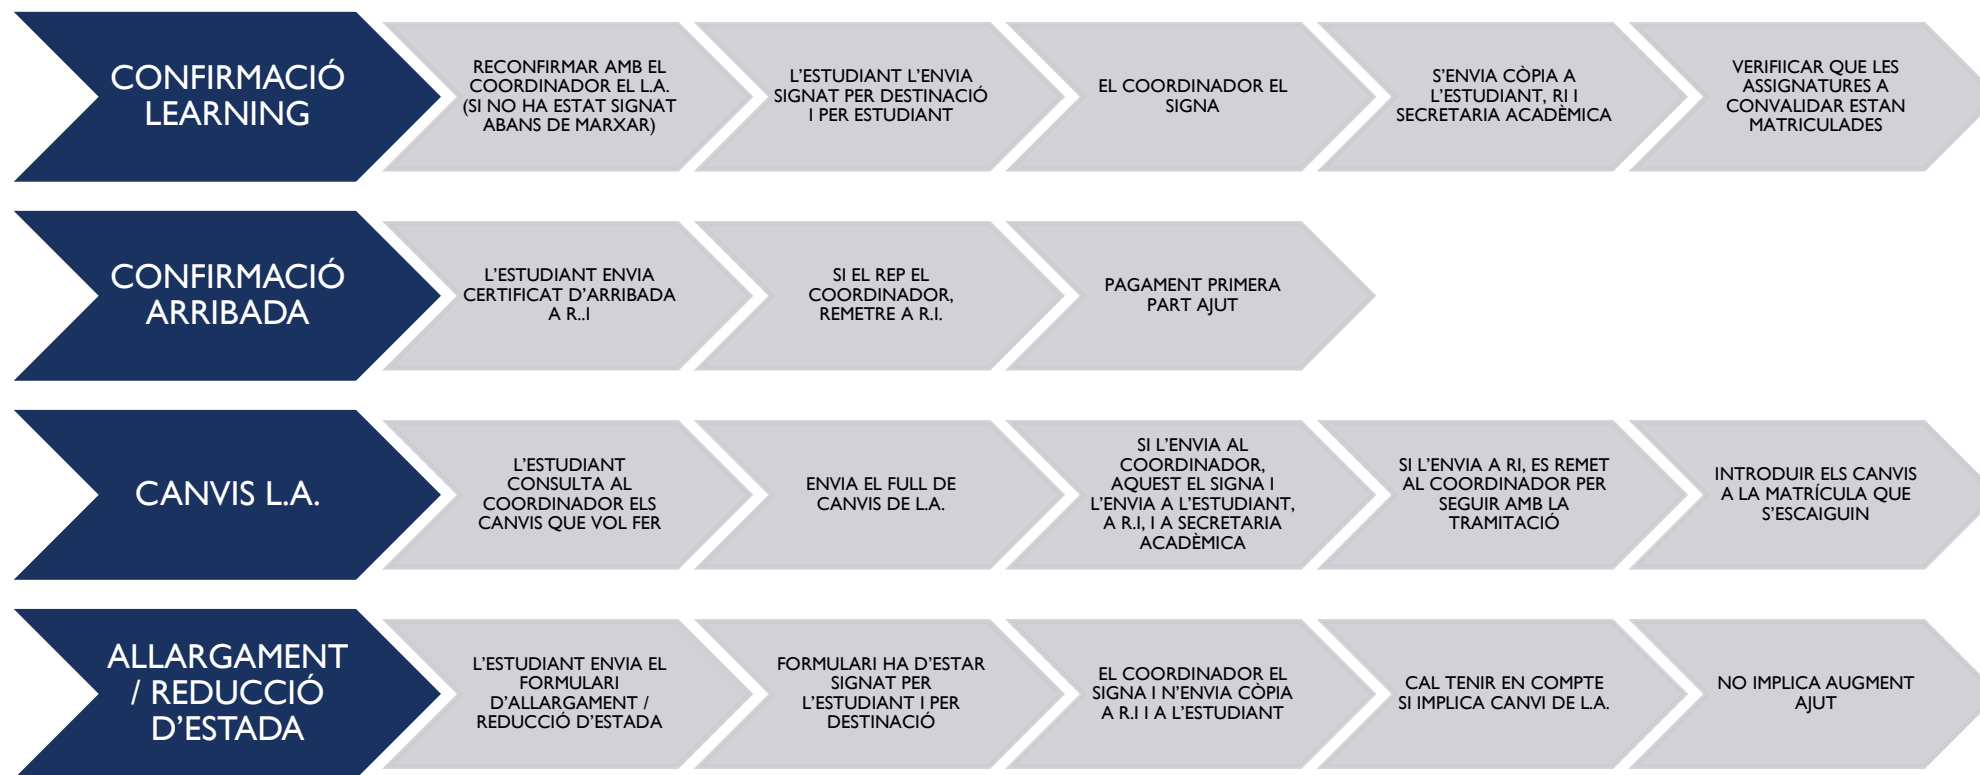 CONFIRMACIÓ
LEARNING
RECONFIRMAR AMB EL
COORDINADOR EL L.A.
(SI NO HA ESTAT SIGNAT
ABANS DE MARXAR)
L'ESTUDIANT L'ENVIA
SIGNAT PER DESTINACIÓ
I PER ESTUDIANT
EL COORDINADOR EL
SIGNA
S'ENVIA CÒPIA A
L'ESTUDIANT, RI I
SECRETARIA ACADÈMICA
VERIFIICAR QUE LES
ASSIGNATURES A
CONVALIDAR ESTAN
MATRICULADES
CONFIRMACIÓ
ARRIBADA
L'ESTUDIANT ENVIA
CERTIFICAT D'ARRIBADA
A R..I
SI EL REP EL
COORDINADOR,
REMETRE A R.I.
PAGAMENT PRIMERA
PART AJUT
CANVIS L.A.
L'ESTUDIANT
CONSULTA AL
COORDINADOR ELS
CANVIS QUE VOL FER
ENVIA EL FULL DE
CANVIS DE L.A.
SI L'ENVIA AL
COORDINADOR,
AQUEST EL SIGNA I
L'ENVIA A L'ESTUDIANT,
A R.I, I A SECRETARIA
ACADÈMICA
SI L'ENVIA A RI, ES REMET
AL COORDINADOR PER
SEGUIR AMB LA
TRAMITACIÓ
INTRODUIR ELS CANVIS
A LA MATRÍCULA QUE
S'ESCAIGUIN
ALLARGAMENT
/ REDUCCIÓ
D'ESTADA
L'ESTUDIANT ENVIA EL
FORMULARI
D'ALLARGAMENT /
REDUCCIÓ D'ESTADA
FORMULARI HA D'ESTAR
SIGNAT PER
L'ESTUDIANT I PER
DESTINACIÓ
EL COORDINADOR EL
SIGNA I N'ENVIA CÒPIA
A R.I I A L'ESTUDIANT
CAL TENIR EN COMPTE
SI IMPLICA CANVI DE L.A.
NO IMPLICA AUGMENT
AJUT